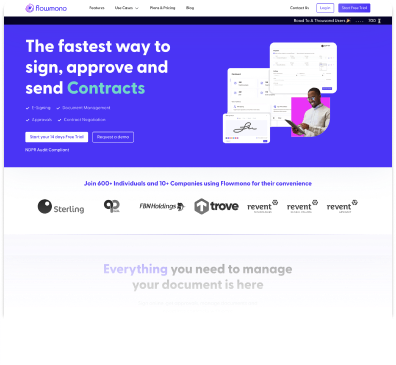 flowmono
Features Use Cases Plans & Pricing Blog Contact Us Login Start Free Trial
Road To A Thousand Users 🎉 700
The fastest way to
sign, approve and
send Contracts
E-Signing Document Management
Approvals Contract Negotiation
Start your 14 days Free Trial Request a demo
NDPR Audit Compliant
Join 600+ Individuals and 10+ Companies using Flowmono for their convenience
Sterling FBNHoldings trove revent revent revent
Everything you need to manage
your document is here